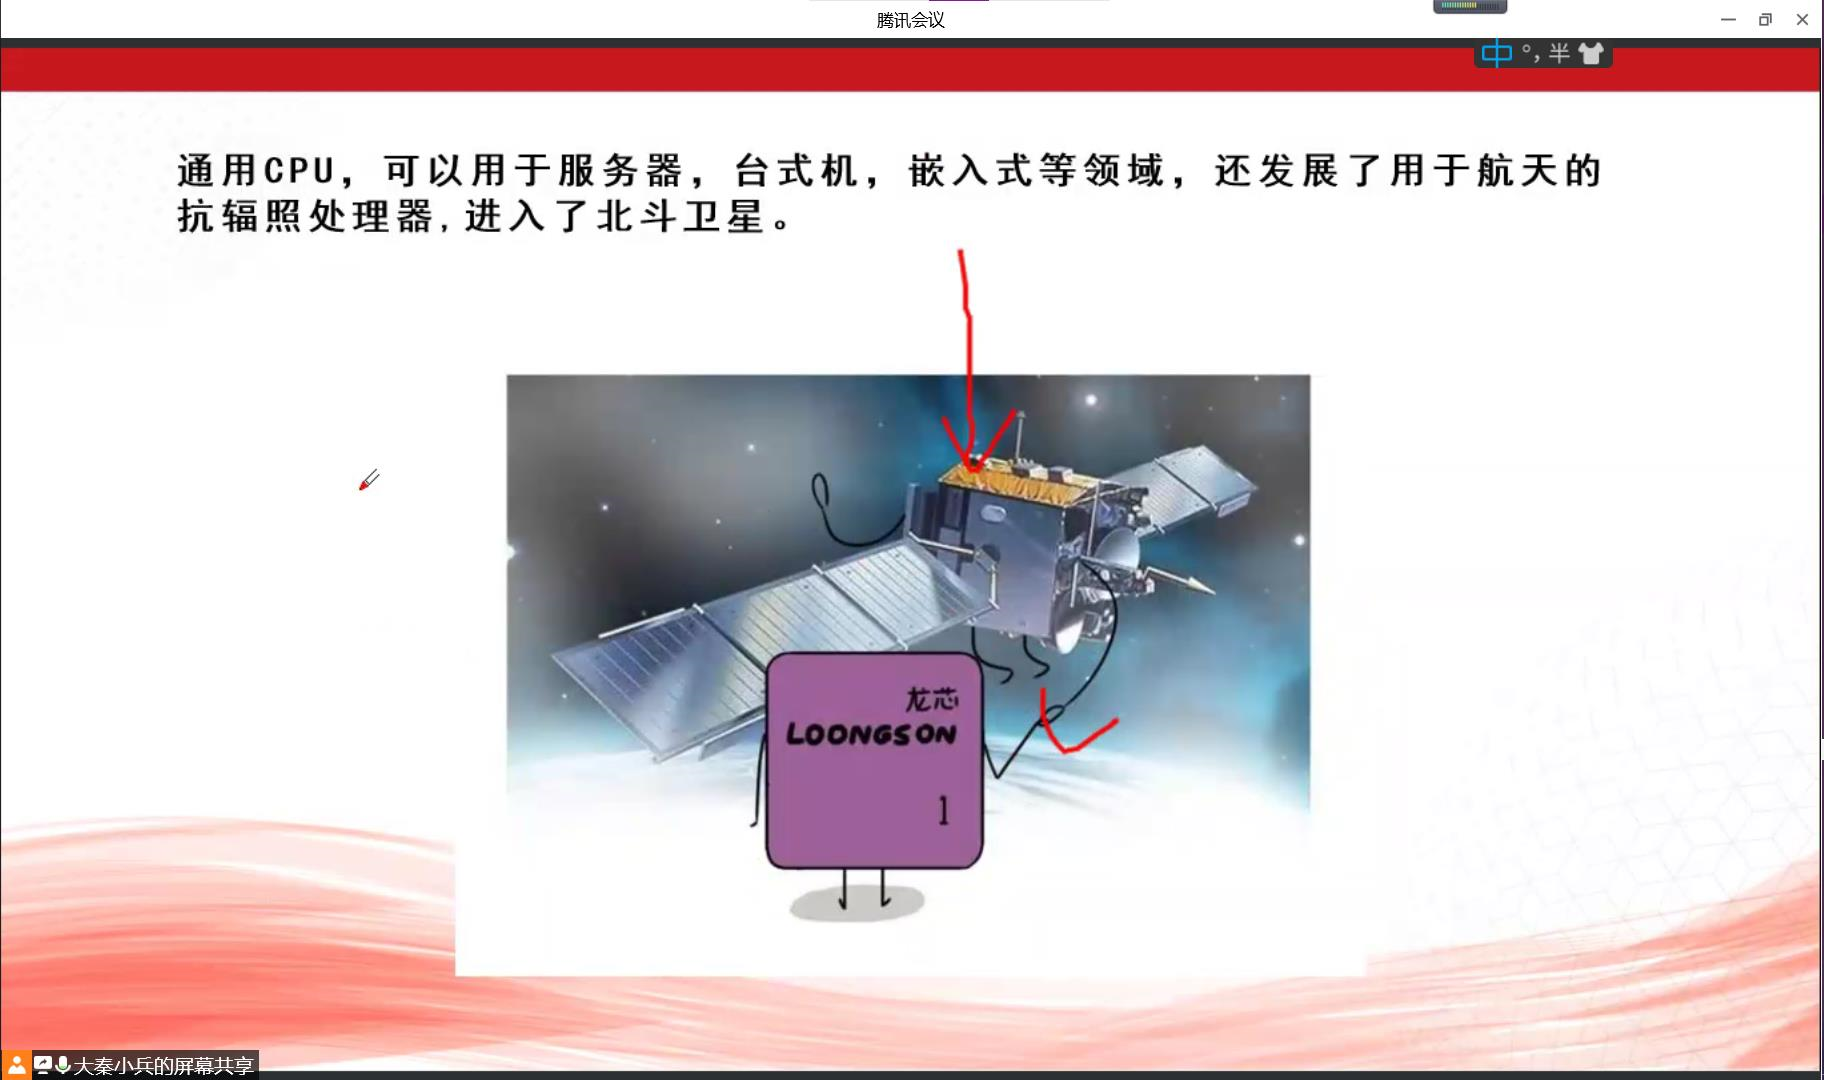 腾讯会议
中 °, 半
通用CPU，可以用于服务器，台式机，嵌入式等领域，还发展了用于航天的
抗辐照处理器,进入了北斗卫星。
龙芯
LOONGSON
1
大秦小兵的屏幕共享